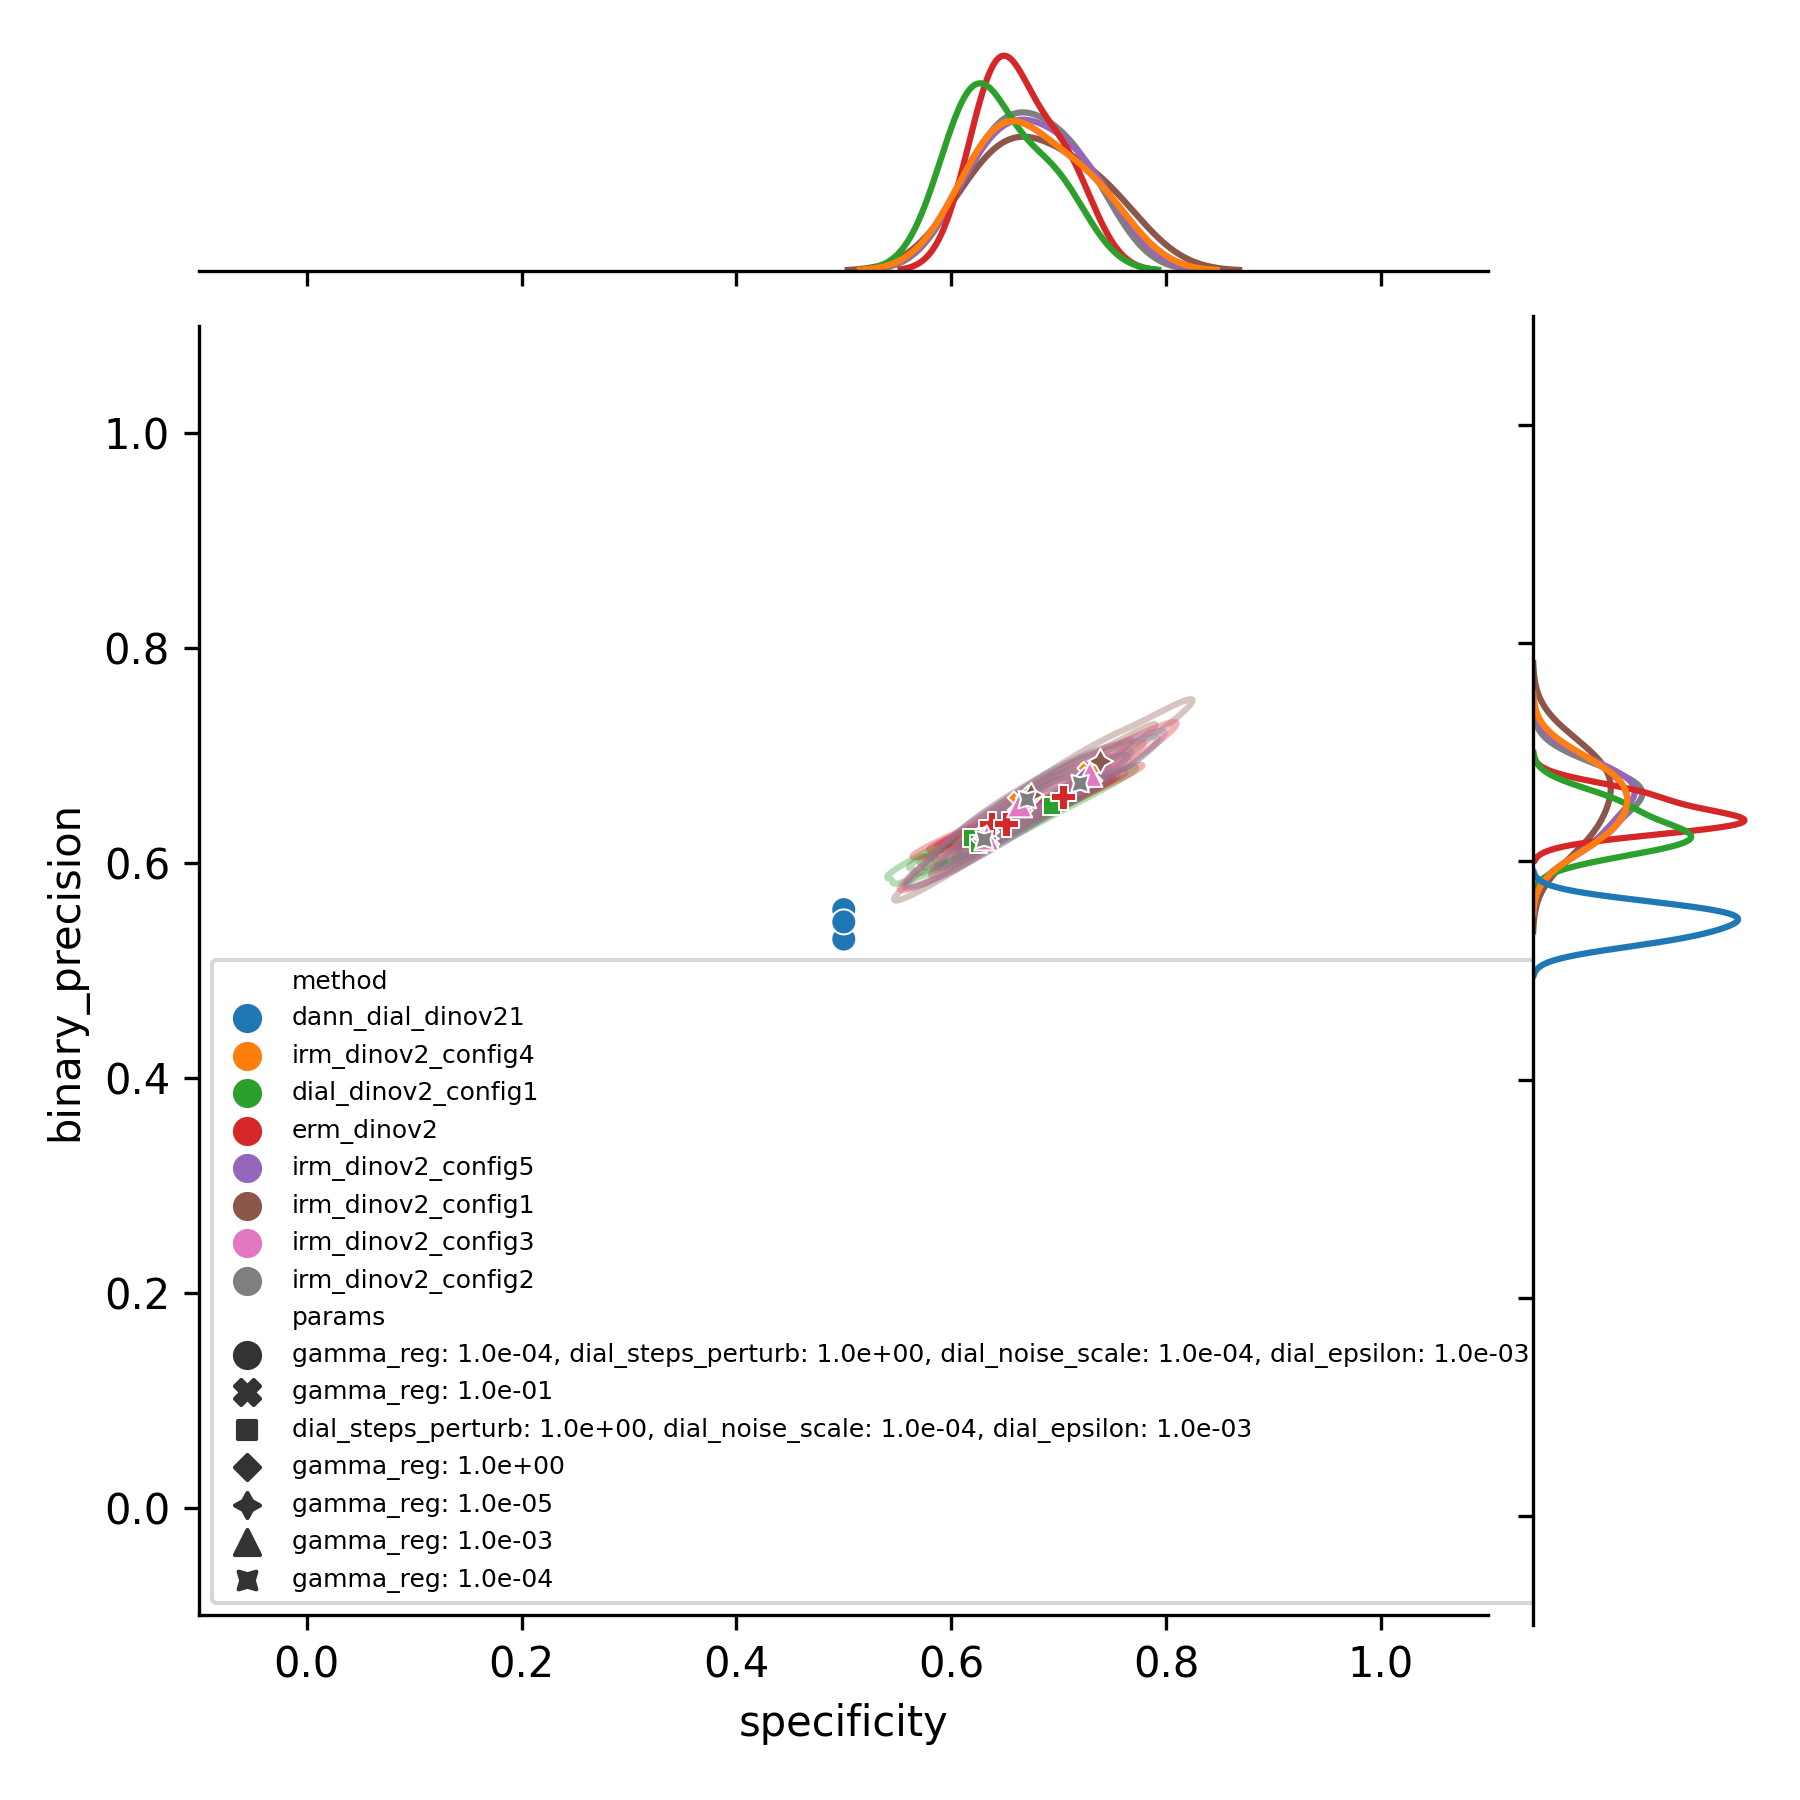 1.0
0.8
0.6
0.4
0.2
0.0
binary_precision
method
dann_dial_dinov21
irm_dinov2_config4
dial_dinov2_config1
erm_dinov2
irm_dinov2_config5
irm_dinov2_config1
irm_dinov2_config3
irm_dinov2_config2
params
gamma_reg: 1.0e-04, dial_steps_perturb: 1.0e+00, dial_noise_scale: 1.0e-04, dial_epsilon: 1.0e-03
gamma_reg: 1.0e-01
dial_steps_perturb: 1.0e+00, dial_noise_scale: 1.0e-04, dial_epsilon: 1.0e-03
gamma_reg: 1.0e+00
gamma_reg: 1.0e-05
gamma_reg: 1.0e-03
gamma_reg: 1.0e-04
0.0 0.2 0.4 0.6 0.8 1.0
specificity